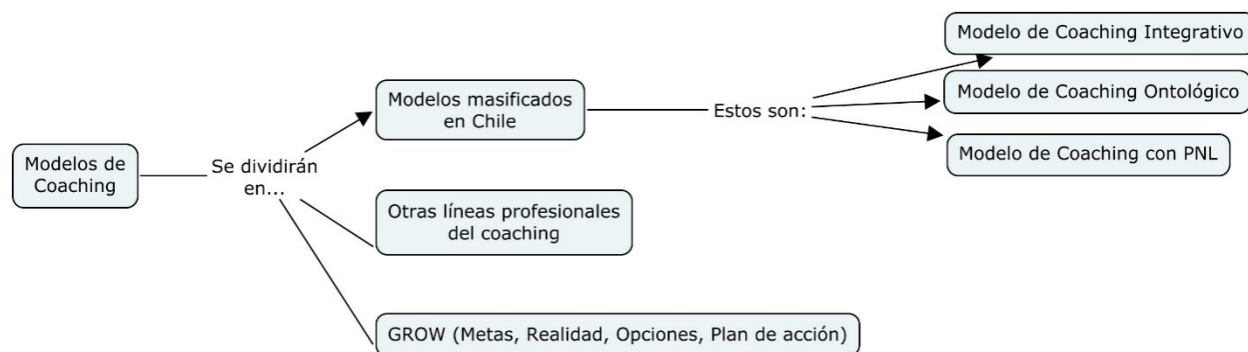 Modelos de
Coaching
Se dividirán
en...
Modelos masificados
en Chile
Estos son:
Modelo de Coaching Integrativo
Modelo de Coaching Ontológico
Modelo de Coaching con PNL
Otras líneas profesionales
del coaching
GROW (Metas, Realidad, Opciones, Plan de acción)